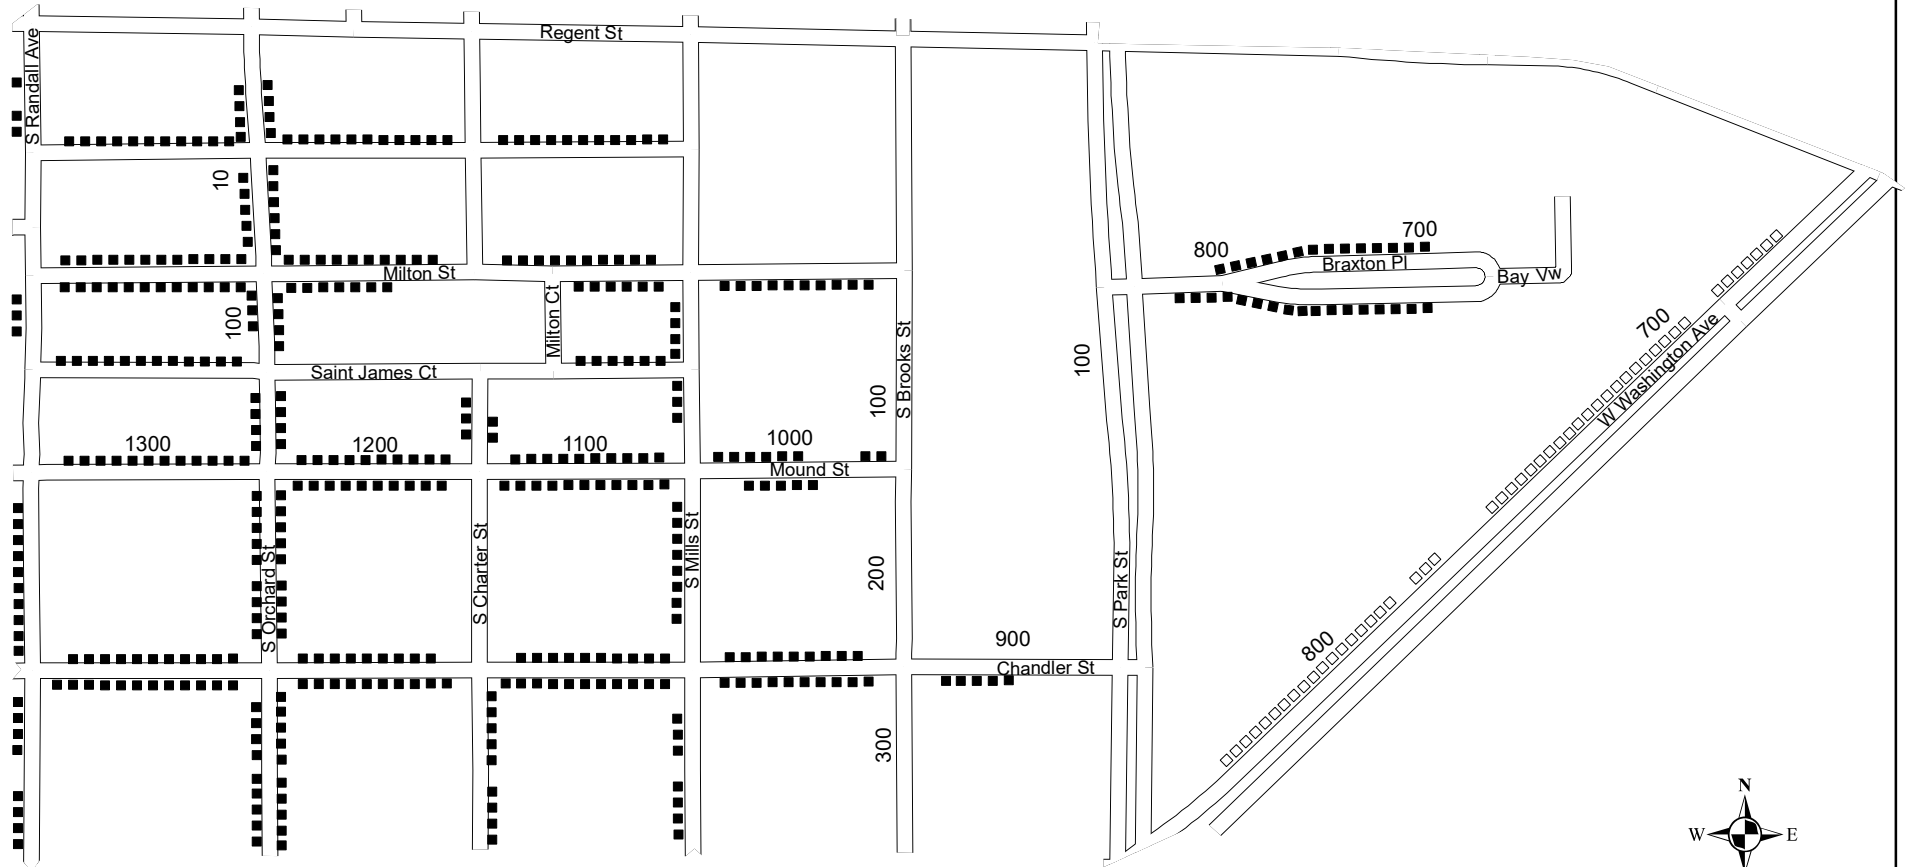 Regent St
S Randall Ave
10
700
800
Milton St
Braxton Pl
Bay Vw
100
Milton Ct
S Brooks St
100
700
W Washington Ave
Saint James Ct
100
1300
1200
1100
1000
Mound St
S Orchard St
S Charter St
S Mills St
200
S Park St
900
800
Chandler St
300
N
W
E